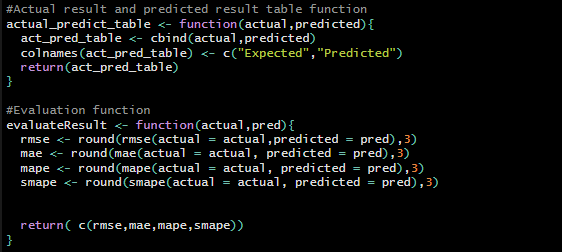 #Actual result and predicted result table function
actual_predict_table <- function(actual,predicted){
  act_pred_table <- cbind(actual,predicted)
  colnames(act_pred_table) <- c("Expected","Predicted")
  return(act_pred_table)
}

#Evaluation function
evaluateResult <- function(actual,pred){
  rmse <- round(rmse(actual = actual,predicted = pred),3)
  mae <- round(mae(actual = actual, predicted = pred),3)
  mape <- round(mape(actual = actual, predicted = pred),3)
  smape <- round(smape(actual = actual, predicted = pred),3)


  return( c(rmse,mae,mape,smape))
}